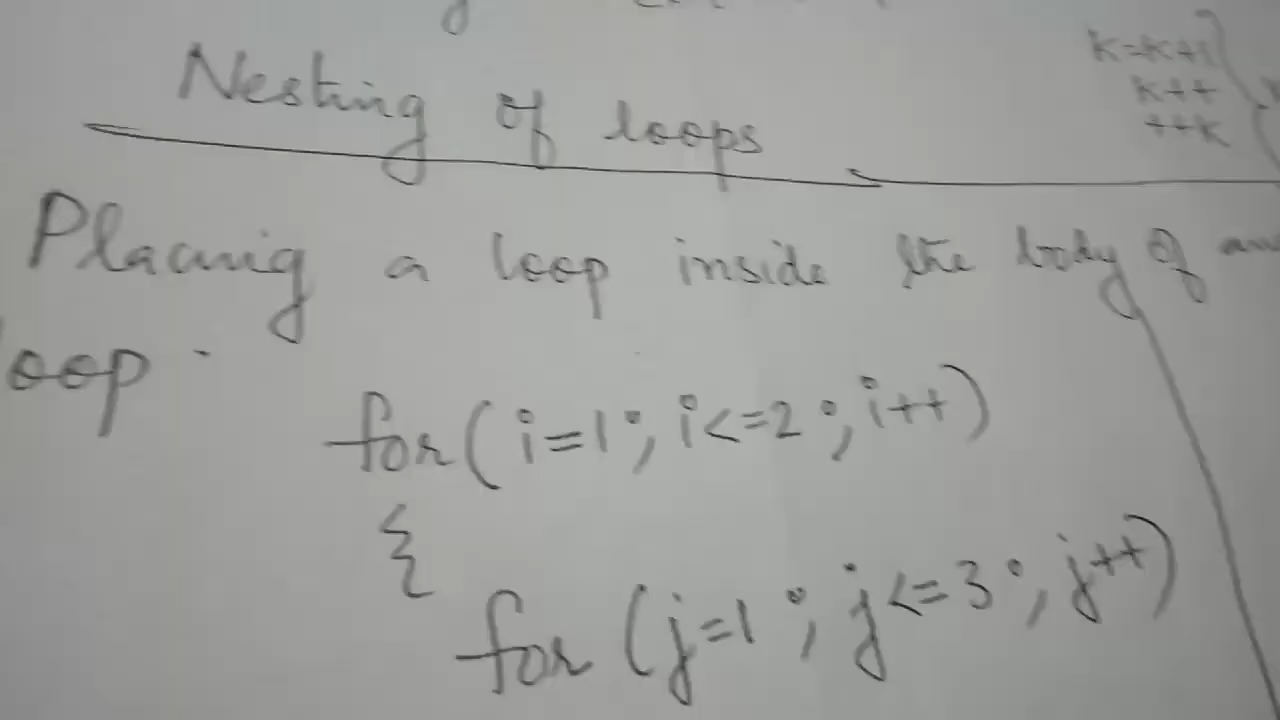 K=K+1
K++
++K
Nesting of loops
Placing a loop inside the body of
loop.
for(i=1; i<=2; i++)
{
for (j=1; j<=3; j++)